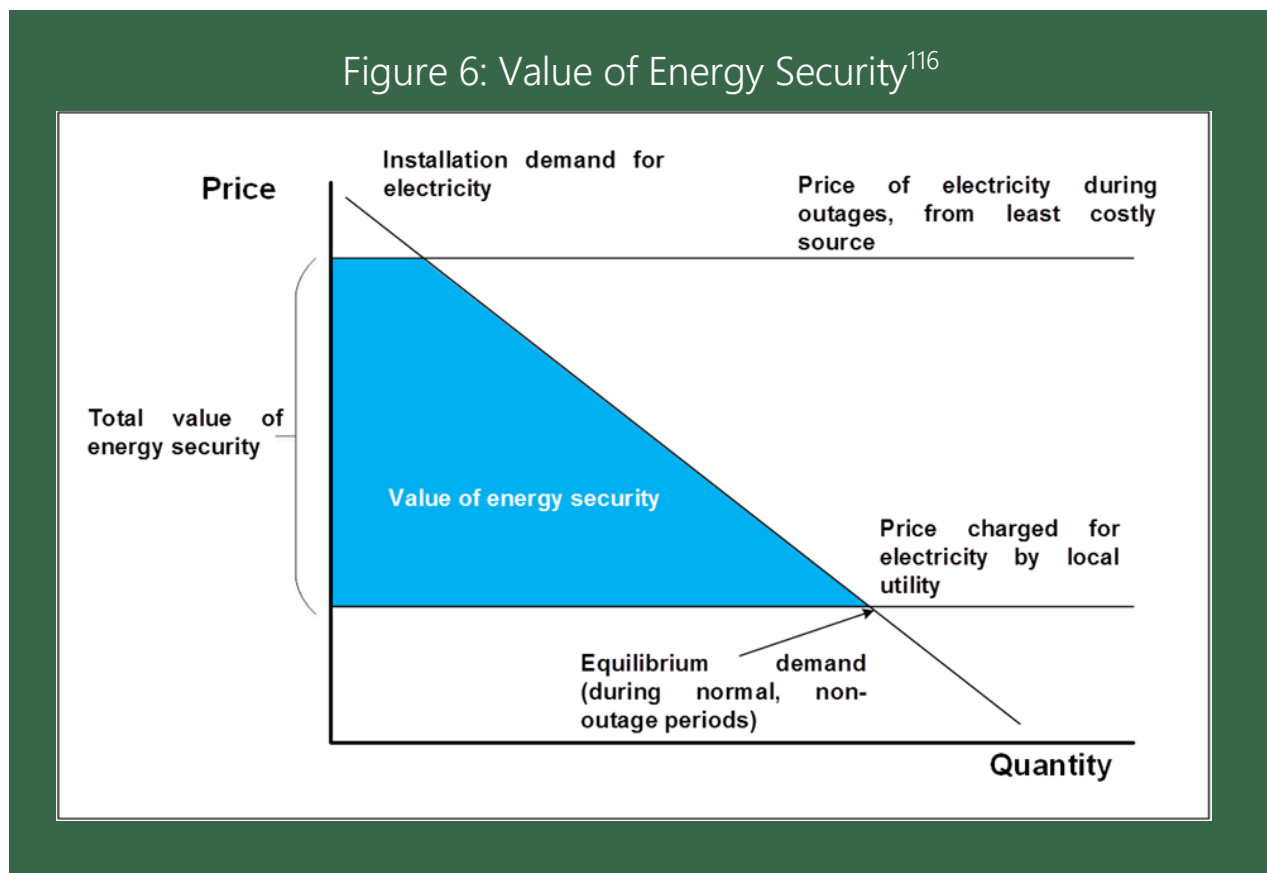 Figure 6: Value of Energy Security116
Installation demand for
electricity
Price
Price of electricity during
outages, from least costly
source
Total value of
energy security
Value of energy security
Price charged for
electricity by local
utility
Equilibrium demand
(during normal, non-
outage periods)
Quantity